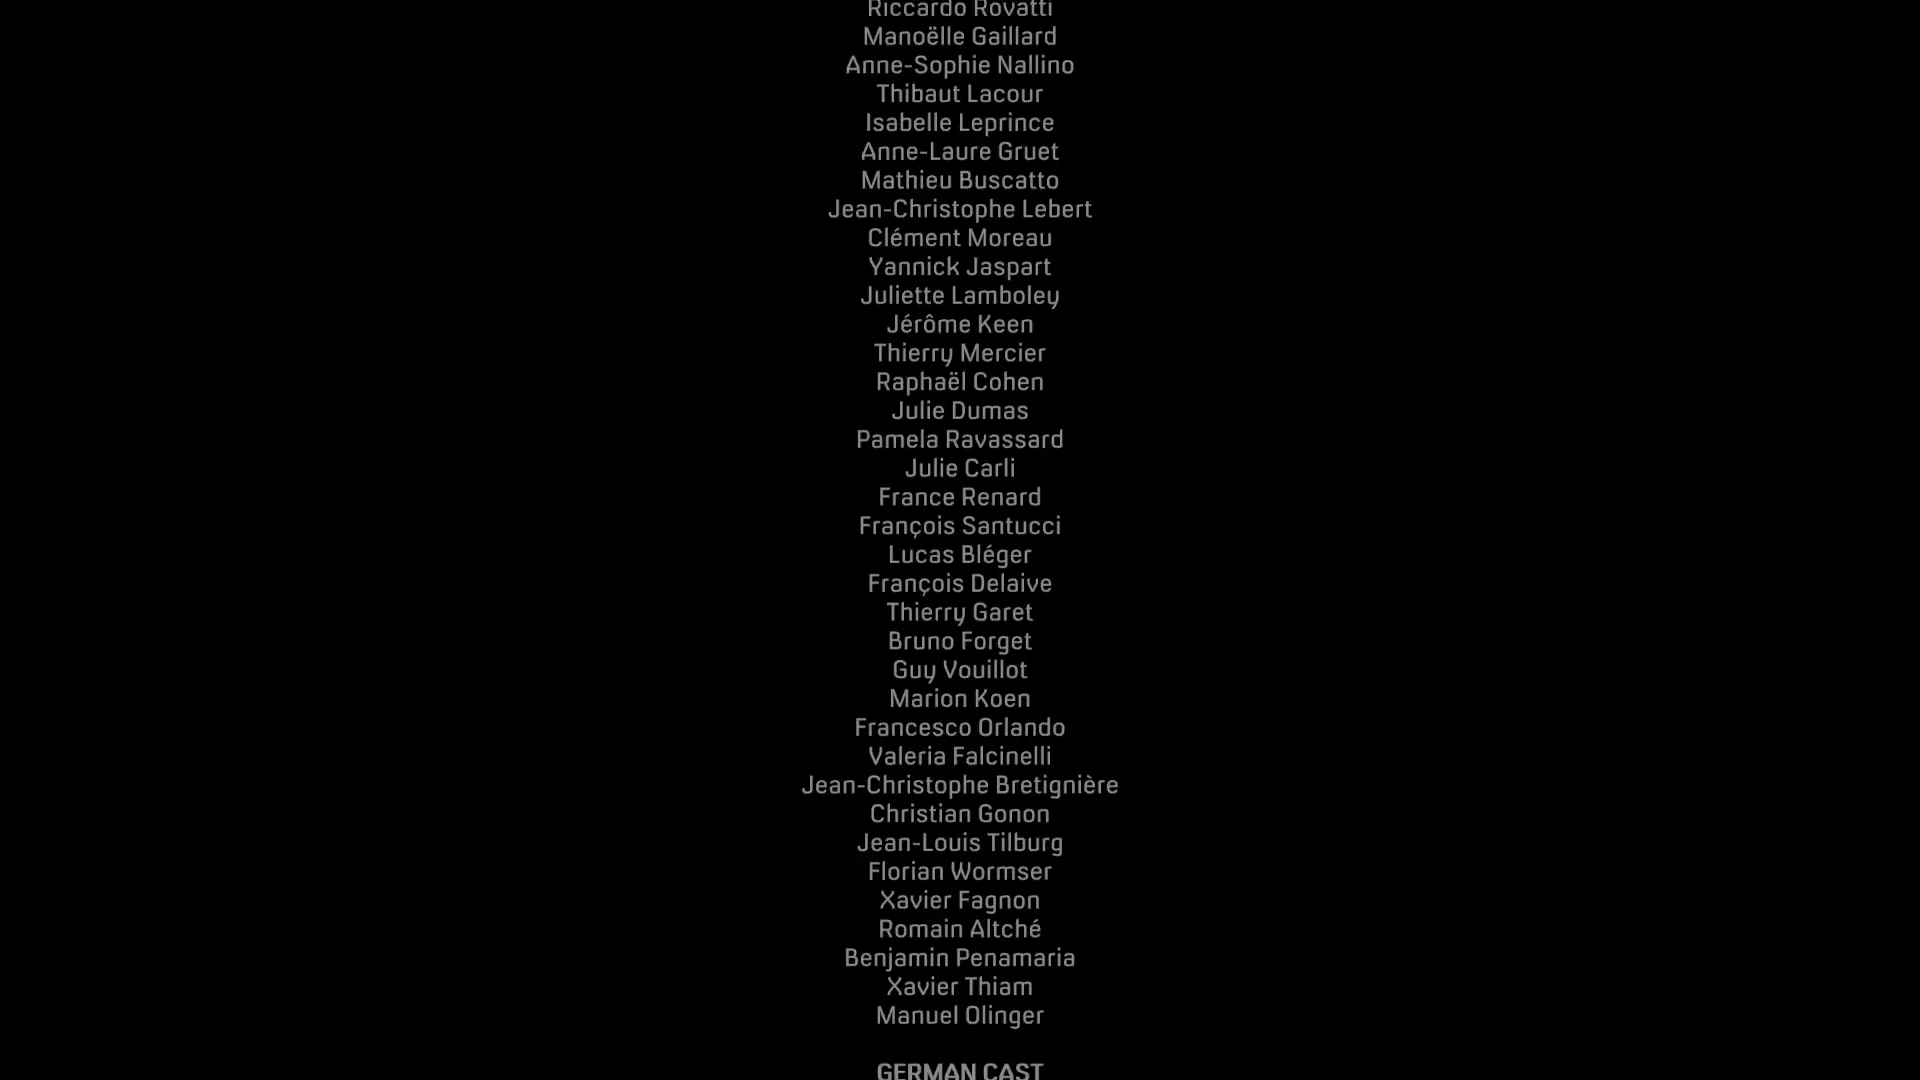 Riccardo Rovatti
Manoëlle Gaillard
Anne-Sophie Nallino
Thibaut Lacour
Isabelle Leprince
Anne-Laure Gruet
Mathieu Buscatto
Jean-Christophe Lebert
Clément Moreau
Yannick Jaspart
Juliette Lamboley
Jérôme Keen
Thierry Mercier
Raphaël Cohen
Julie Dumas
Pamela Ravassard
Julie Carli
France Renard
François Santucci
Lucas Bléger
François Delaive
Thierry Garet
Bruno Forget
Guy Vouillot
Marion Koen
Francesco Orlando
Valeria Falcinelli
Jean-Christophe Bretignière
Christian Gonon
Jean-Louis Tilburg
Florian Wormser
Xavier Fagnon
Romain Altché
Benjamin Penamaria
Xavier Thiam
Manuel Olinger
GERMAN CAST